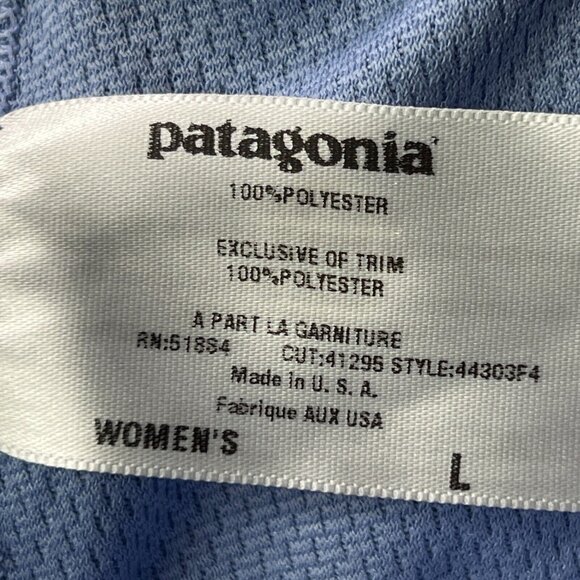 patagonia
100%POLYESTER
EXCLUSIVE OF TRIM
100%POLYESTER
A PART LA GARNITURE
RN:51884 CUT:41295 STYLE:44303F4
Made in U. S. A.
Fabrique AUX USA
WOMEN'S L